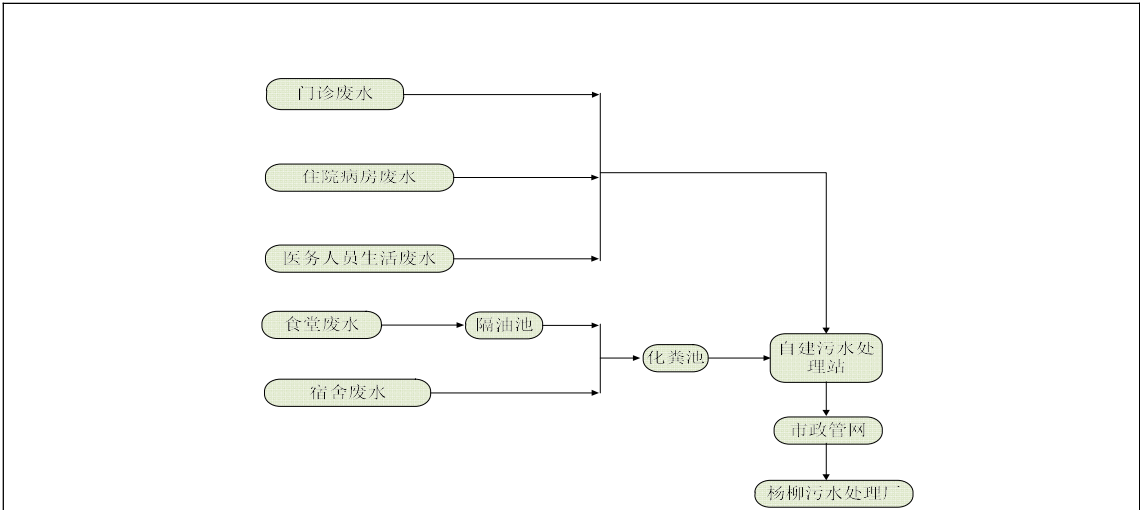 门诊废水
住院病房废水
医务人员生活废水
食堂废水
隔油池
宿舍废水
化粪池
自建污水处
理站
市政管网
杨柳污水处理厂